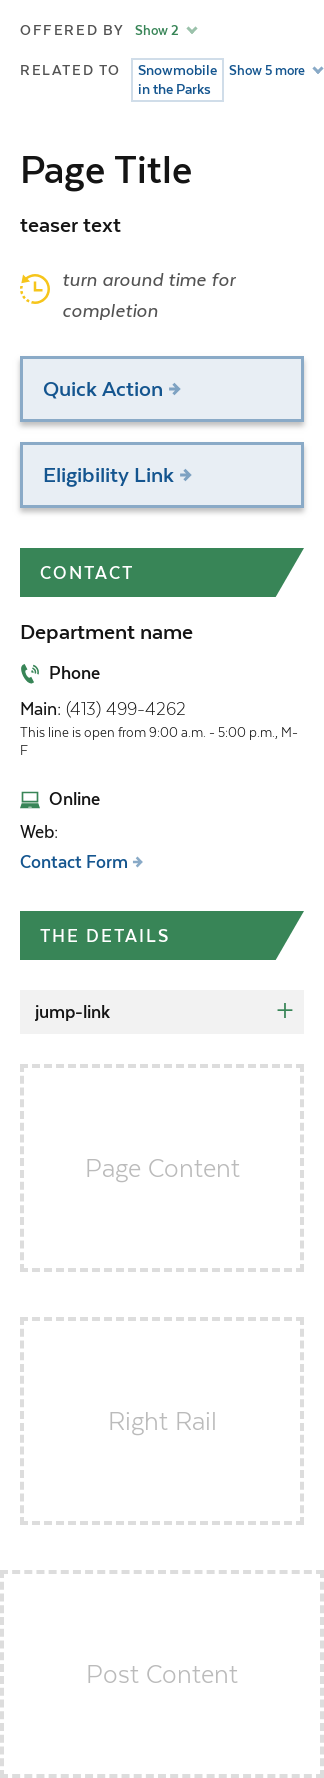 OFFERED BY Show 2
RELATED TO Snowmobile Show 5 more
in the Parks
Page Title
teaser text
turn around time for
completion
Quick Action
Eligibility Link
CONTACT
Department name
Phone
Main: (413) 499-4262
This line is open from 9:00 a.m. - 5:00 p.m., M-
F
Online
Web:
Contact Form
THE DETAILS
jump-link
Page Content
Right Rail
Post Content